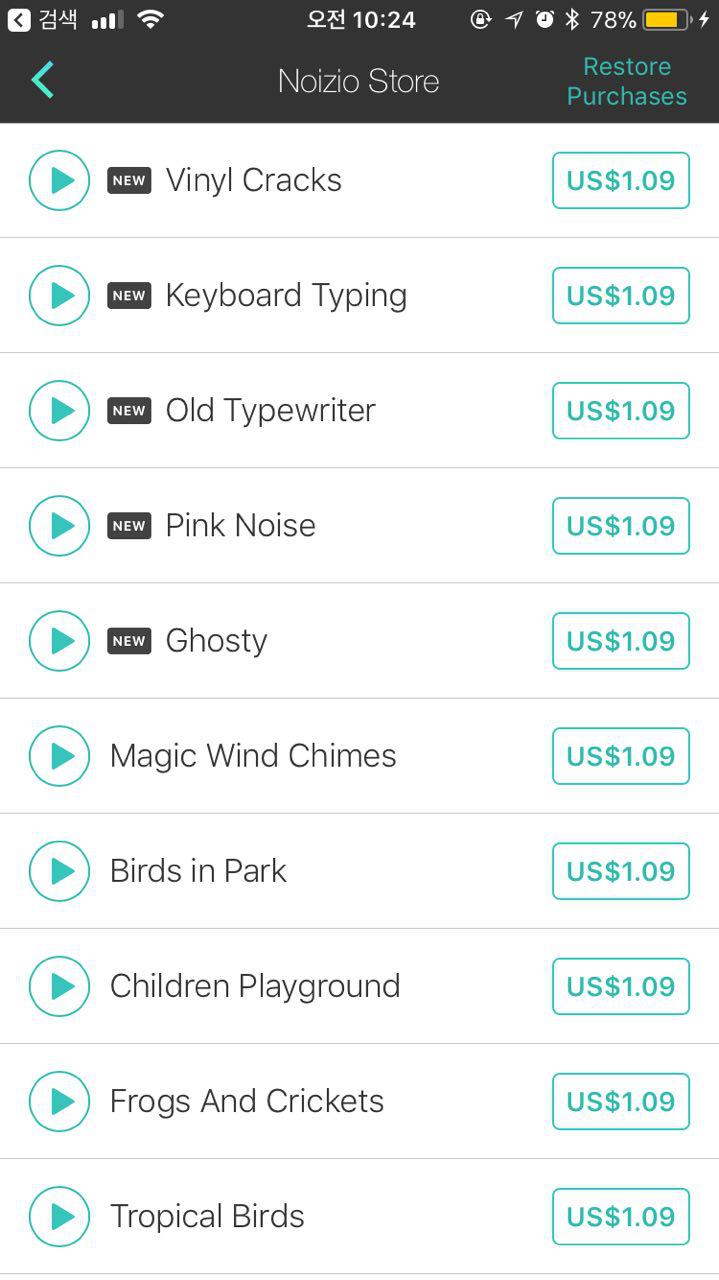 검색 오전 10:24 78%
Noizio Store
Restore
Purchases
NEW Vinyl Cracks US$1.09
NEW Keyboard Typing US$1.09
NEW Old Typewriter US$1.09
NEW Pink Noise US$1.09
NEW Ghosty US$1.09
Magic Wind Chimes US$1.09
Birds in Park US$1.09
Children Playground US$1.09
Frogs And Crickets US$1.09
Tropical Birds US$1.09